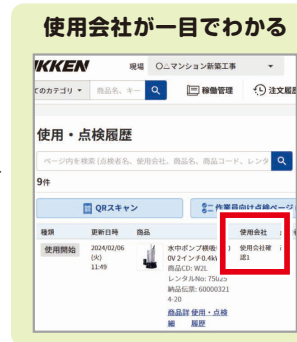 使用会社が一目でわかる
IKKEN 現場 〇△マンション新築工事
てのカテゴリ 商品名、キー 稼働管理 注文履歴
使用・点検履歴
ページ内を検索 (点検者名、使用会社、商品名、商品コード、レンタ
9件
QRスキャン 作業員向け点検ページ
種類 更新日時 商品 使用会社
使用開始 2024/02/06 水中ポンプ 使用会社確
(火) 0V 2インチ0.4k 認1
11:49 商品CD: W2L
レンタルNo: 75025
納品伝票: 60000321
4-20
商品詳 使用・点検
細 履歴